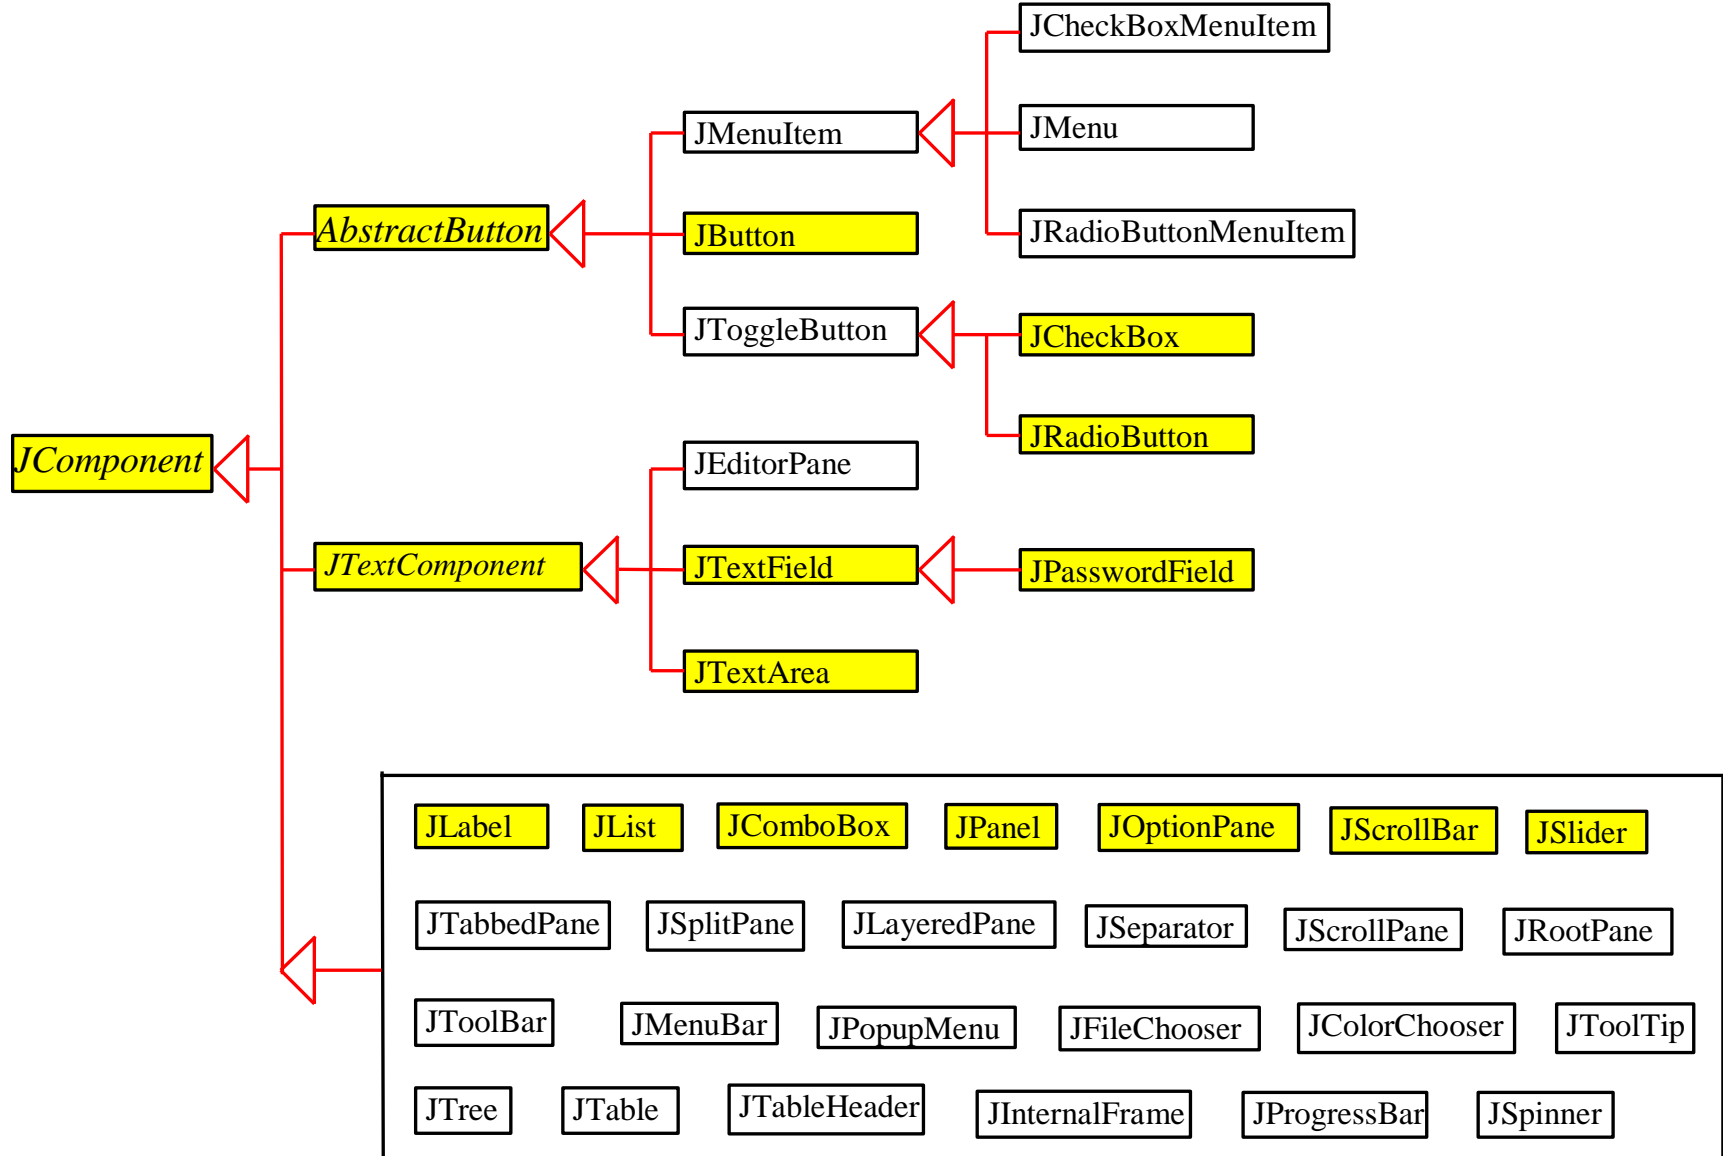 JCheckBoxMenuItem
JMenuItem
JMenu
AbstractButton
JButton
JRadioButtonMenuItem
JToggleButton
JCheckBox
JComponent
JEditorPane
JRadioButton
JTextComponent
JTextField
JPasswordField
JTextArea
JLabel JList JComboBox JPanel JOptionPane JScrollBar JSlider
JTabbedPane JSplitPane JLayeredPane JSeparator JScrollPane JRootPane
JToolBar JMenuBar JPopupMenu JFileChooser JColorChooser JToolTip
JTree JTable JTableHeader JInternalFrame JProgressBar JSpinner